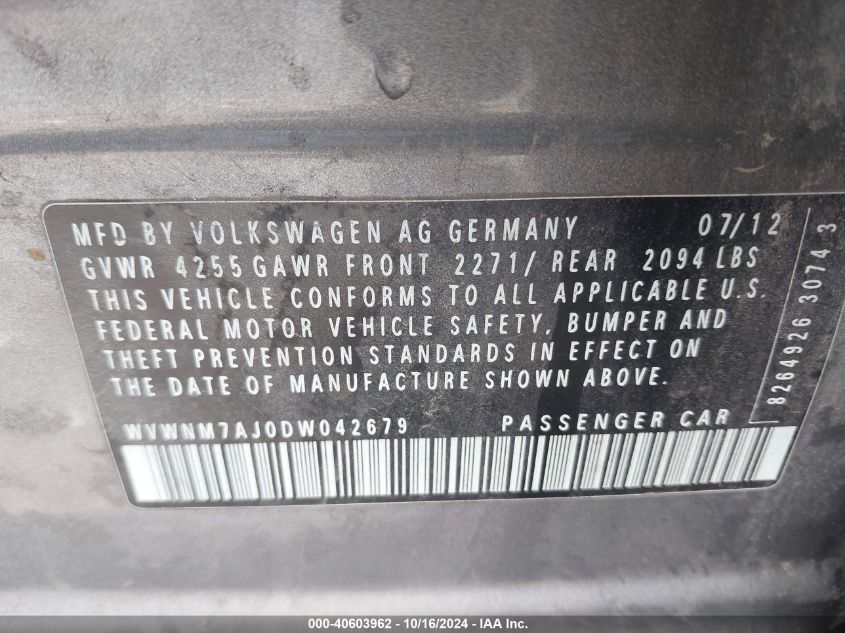 MFD BY VOLKSWAGEN AG GERMANY 07/12
GVWR 4255 GAWR FRONT 2271/ REAR 2094 LBS
THIS VEHICLE CONFORMS TO ALL APPLICABLE U.S.
FEDERAL MOTOR VEHICLE SAFETY, BUMPER AND
THEFT PREVENTION STANDARDS IN EFFECT ON
THE DATE OF MANUFACTURE SHOWN ABOVE.
WVWNM7AJ0DW042679 PASSENGER CAR
8264926 3074 3
000-40603962 - 10/16/2024 - IAA Inc.